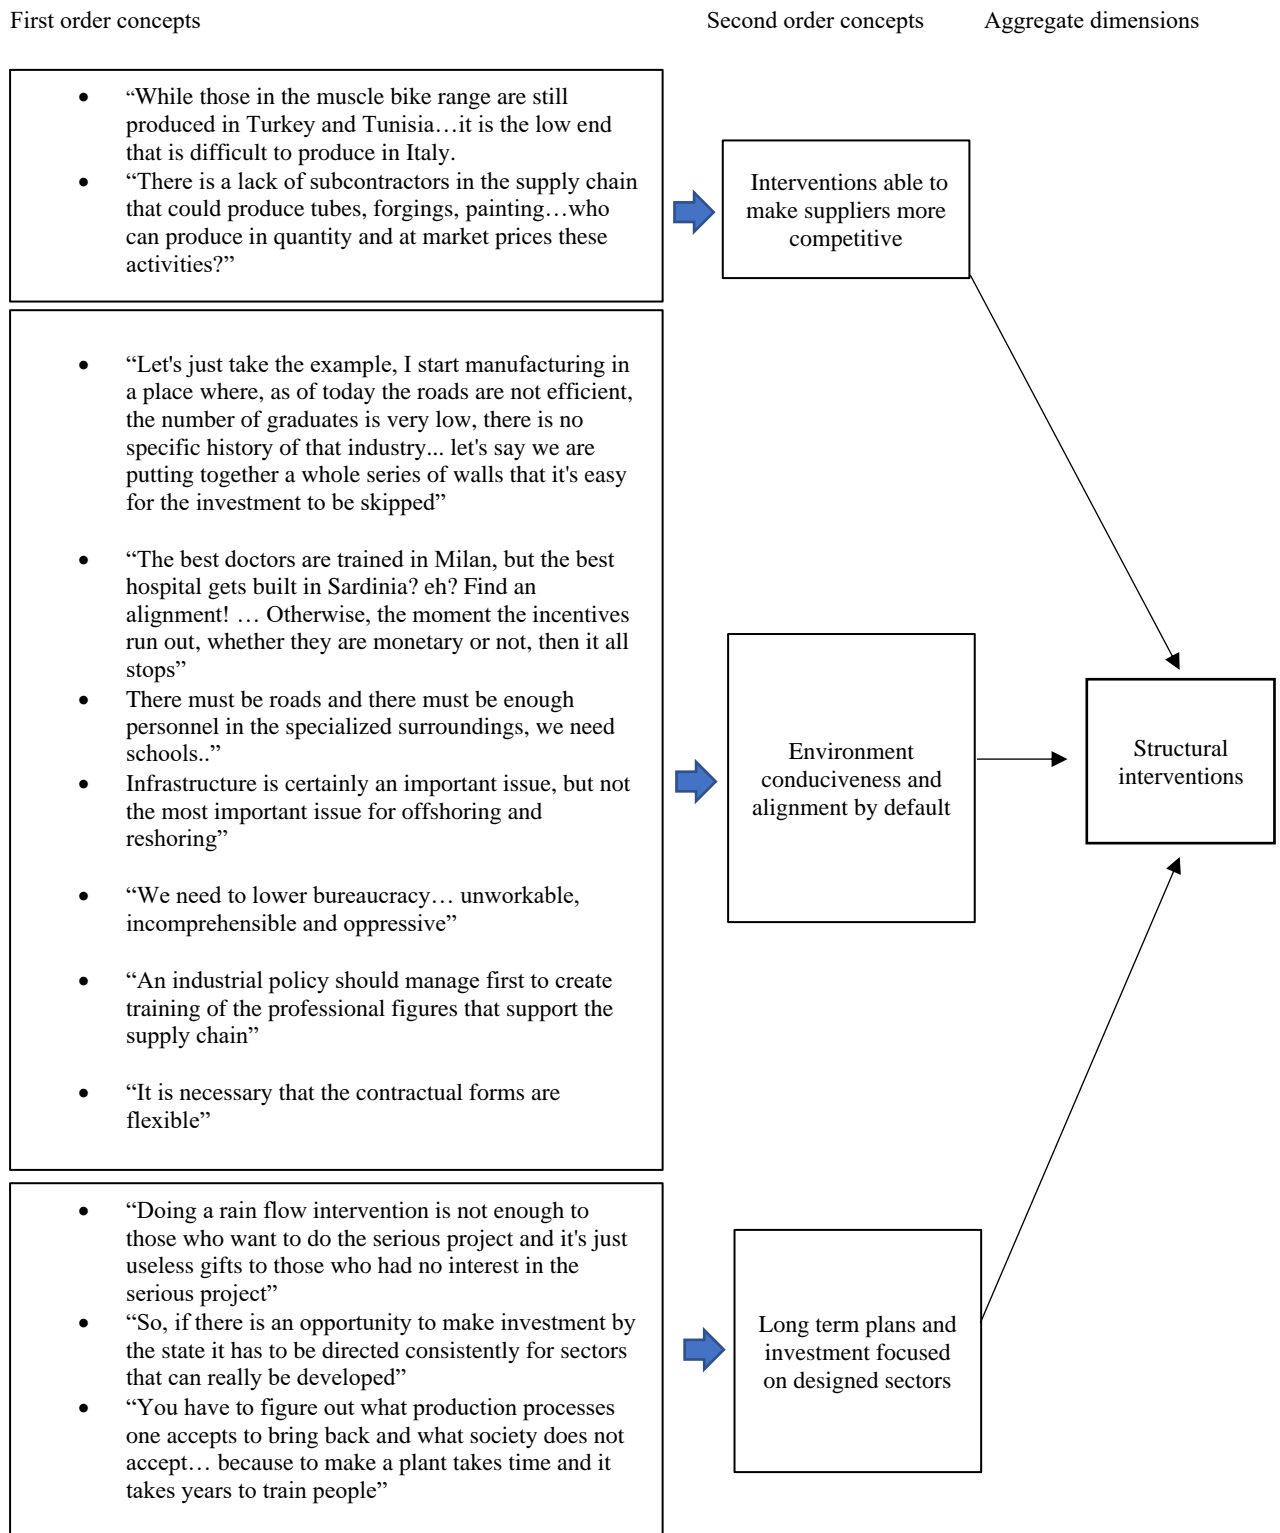 First order concepts
Second order concepts
Aggregate dimensions
• “While those in the muscle bike range are still
produced in Turkey and Tunisia…it is the low end
that is difficult to produce in Italy.
• “There is a lack of subcontractors in the supply chain
that could produce tubes, forgings, painting…who
can produce in quantity and at market prices these
activities?”
Interventions able to
make suppliers more
competitive
• “Let's just take the example, I start manufacturing in
a place where, as of today the roads are not efficient,
the number of graduates is very low, there is no
specific history of that industry... let's say we are
putting together a whole series of walls that it's easy
for the investment to be skipped”
• “The best doctors are trained in Milan, but the best
hospital gets built in Sardinia? eh? Find an
alignment! … Otherwise, the moment the incentives
run out, whether they are monetary or not, then it all
stops”
• There must be roads and there must be enough
personnel in the specialized surroundings, we need
schools..”
• Infrastructure is certainly an important issue, but not
the most important issue for offshoring and
reshoring”
• “We need to lower bureaucracy… unworkable,
incomprehensible and oppressive”
• “An industrial policy should manage first to create
training of the professional figures that support the
supply chain”
• “It is necessary that the contractual forms are
flexible”
Environment
conduciveness and
alignment by default
Structural
interventions
• “Doing a rain flow intervention is not enough to
those who want to do the serious project and it's just
useless gifts to those who had no interest in the
serious project”
• “So, if there is an opportunity to make investment by
the state it has to be directed consistently for sectors
that can really be developed”
• “You have to figure out what production processes
one accepts to bring back and what society does not
accept… because to make a plant takes time and it
takes years to train people”
Long term plans and
investment focused
on designed sectors